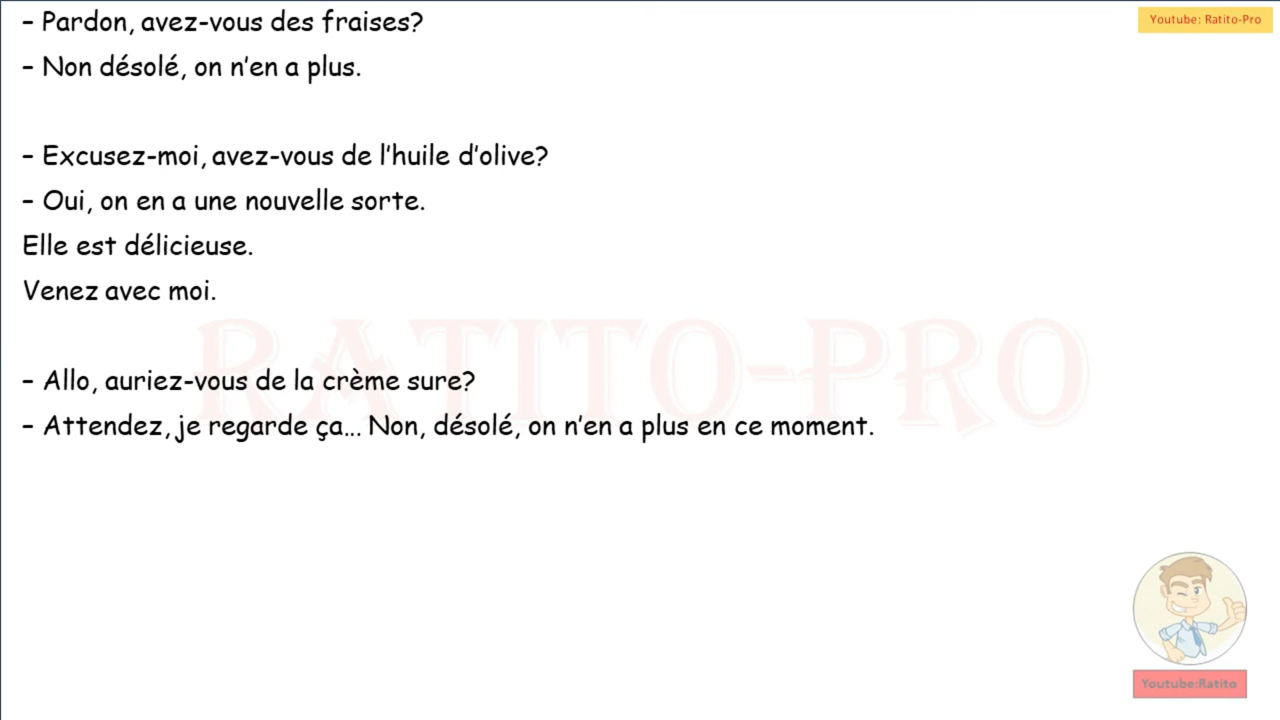 – Pardon, avez-vous des fraises?
Youtube: Ratito-Pro
– Non désolé, on n’en a plus.
– Excusez-moi, avez-vous de l’huile d’olive?
– Oui, on en a une nouvelle sorte.
Elle est délicieuse.
Venez avec moi.
RATITO-PRO
– Allo, auriez-vous de la crème sure?
– Attendez, je regarde ça… Non, désolé, on n’en a plus en ce moment.
Youtube:Ratito